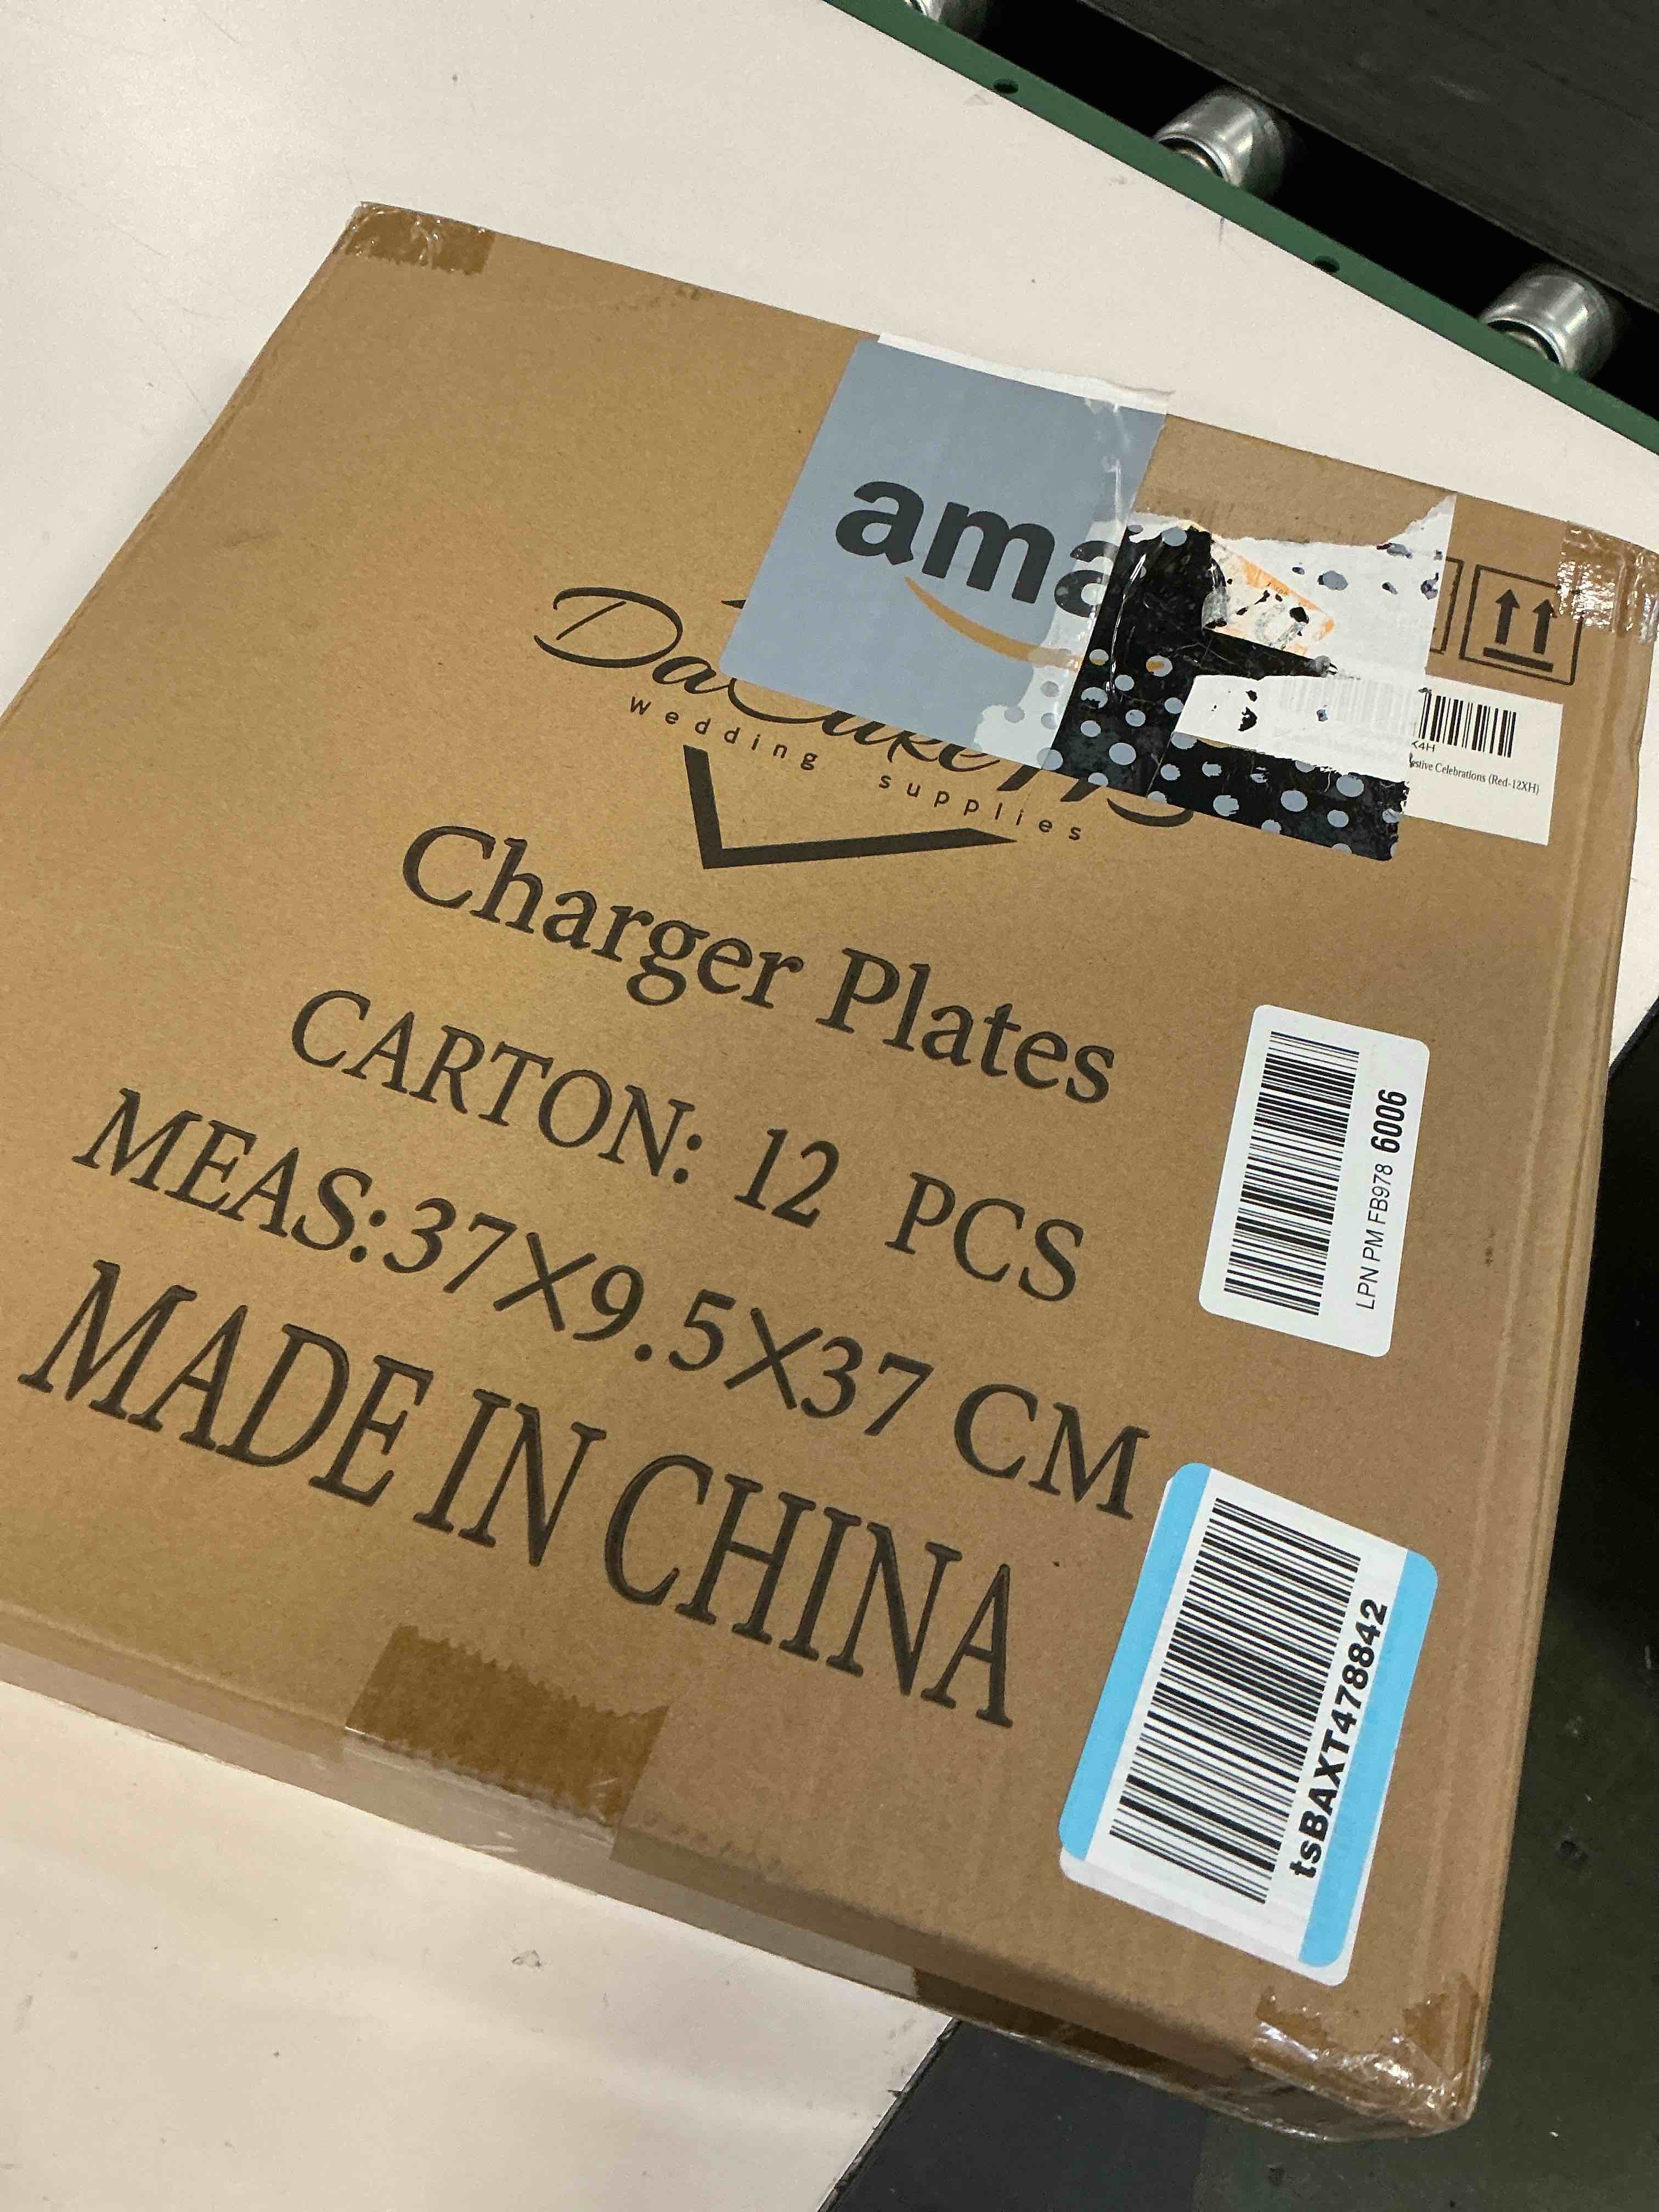 ama
wedding supplies
K4H
Celebrations (Red-12XH)
Charger Plates
CARTON: 12 PCS
MEAS:37X9.5X37 CM
MADE IN CHINA
LPN PM FB978 6006
tsBAXT478842